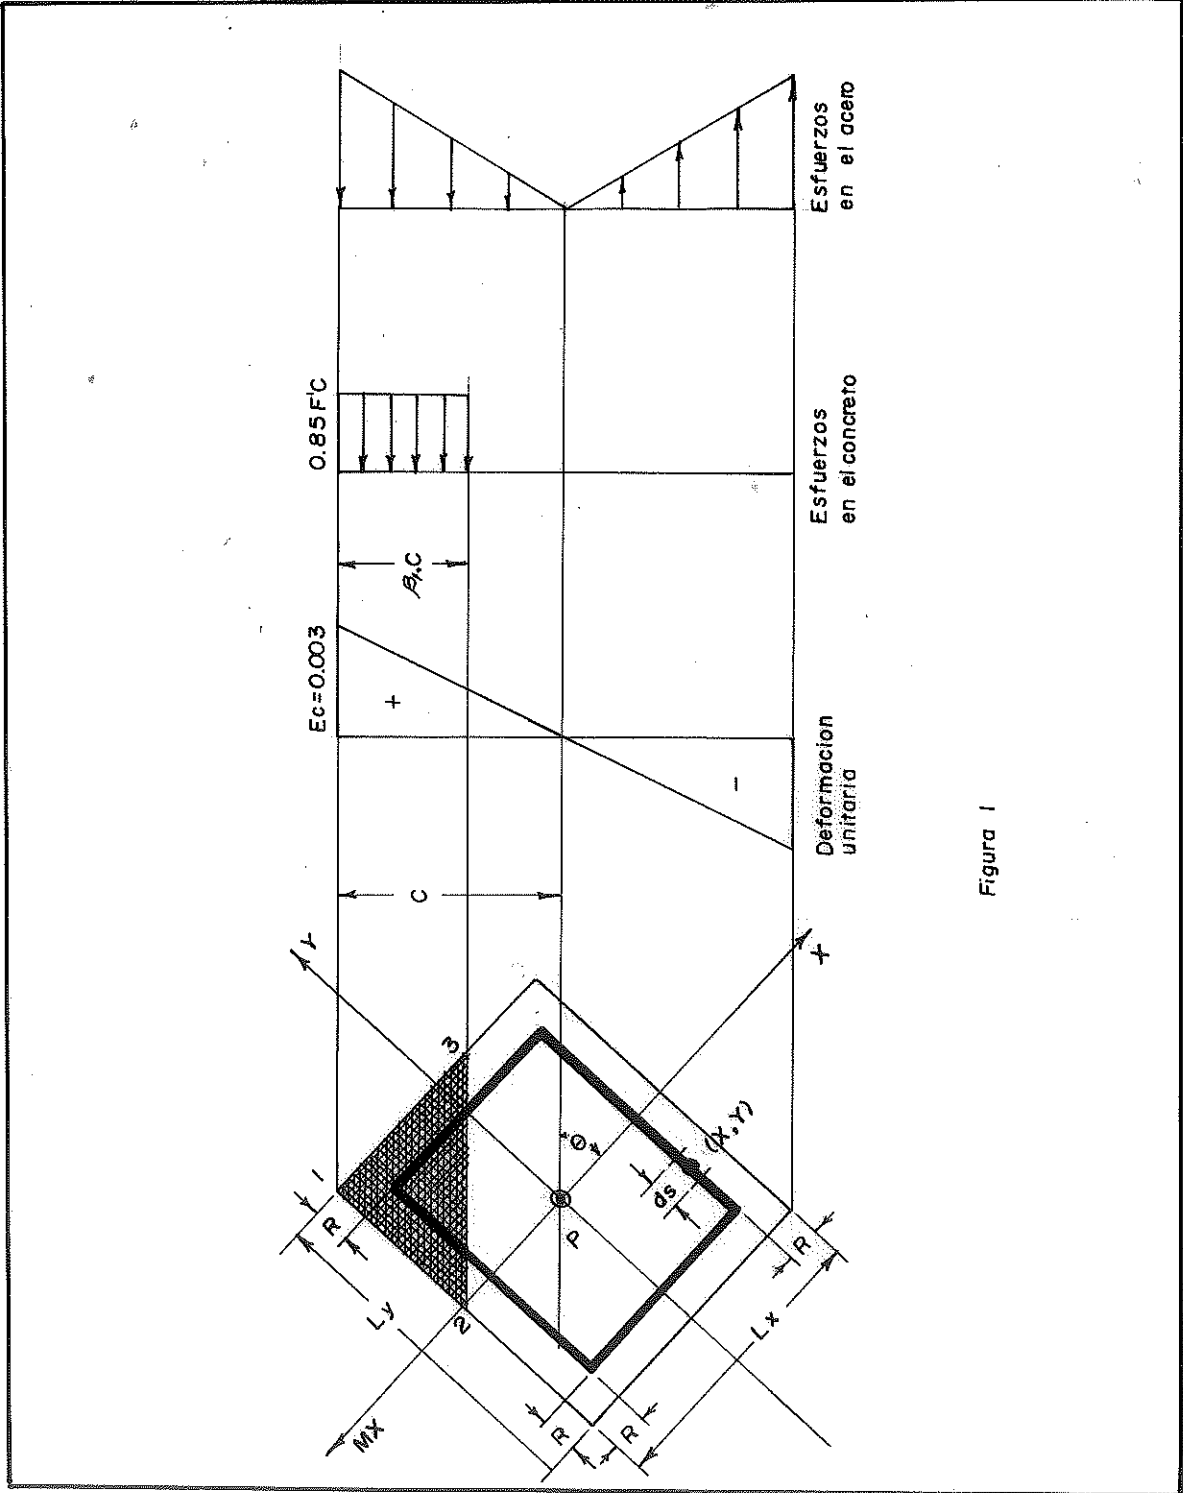 Y
MX
Ly
R
1
2
3
P
Θ
ds
(X,Y)
X
R
R
R
Lx
C
Ec=0.003
+
-
Deformacion
unitaria
β₁.C
0.85F'C
Esfuerzos
en el concreto
Esfuerzos
en el acero
Figura 1